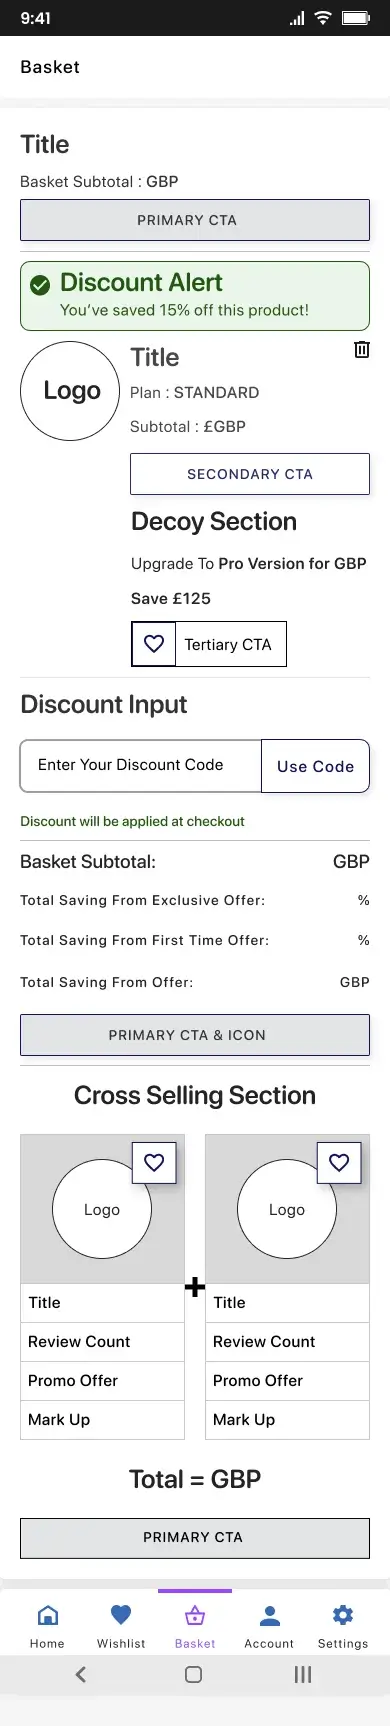 9:41
Basket
Title
Basket Subtotal : GBP
PRIMARY CTA
Discount Alert
You’ve saved 15% off this product!
Logo
Title
Plan : STANDARD
Subtotal : £GBP
SECONDARY CTA
Decoy Section
Upgrade To Pro Version for GBP
Save £125
Tertiary CTA
Discount Input
Enter Your Discount Code
Use Code
Discount will be applied at checkout
Basket Subtotal: GBP
Total Saving From Exclusive Offer: %
Total Saving From First Time Offer: %
Total Saving From Offer: GBP
PRIMARY CTA & ICON
Cross Selling Section
Logo Logo
Title Title
Review Count Review Count
Promo Offer Promo Offer
Mark Up Mark Up
Total = GBP
PRIMARY CTA
Home Wishlist Basket Account Settings